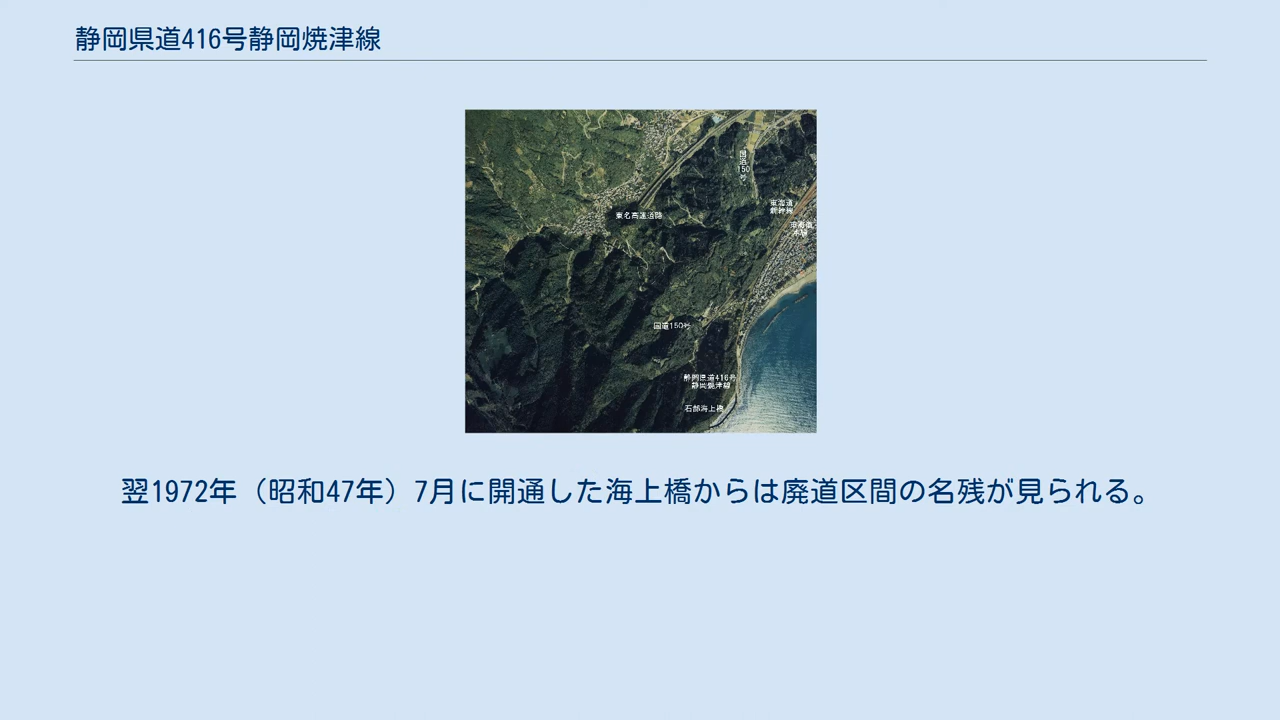 静岡県道416号静岡焼津線
国道
150
号
東海道
新幹線
東名高速道路
東海道
本線
国道150号
静岡県道416号
静岡焼津線
石部海上橋
翌1972年（昭和47年）7月に開通した海上橋からは廃道区間の名残が見られる。